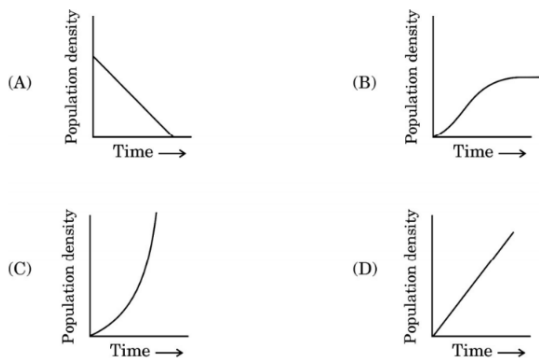 (A)
Population density
Time →
(B)
Population density
Time →
(C)
Population density
Time →
(D)
Population density
Time →